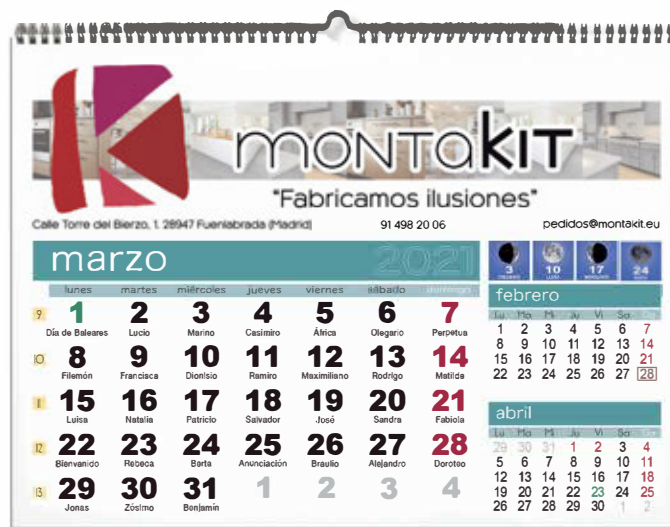 montaKIT
"Fabricamos ilusiones"
Calle Torre del Bierzo, 1. 28947 Fuenlabrada (Madrid) 91 498 20 06 pedidos@montakit.eu
marzo 2021
3 10 17 24
lunes martes miércoles jueves viernes sábado domingo
9 1 2 3 4 5 6 7
Día de Baleares Lucio Marino Casimiro África Olegario Perpetua
10 8 9 10 11 12 13 14
Filemón Francisca Dionisio Ramiro Maximiliano Rodrigo Matilde
11 15 16 17 18 19 20 21
Luisa Natalia Patricio Salvador José Sandra Fabiola
12 22 23 24 25 26 27 28
Bienvenido Rebeca Berta Anunciación Braulio Alejandro Doroteo
13 29 30 31 1 2 3 4
Jonas Zósimo Benjamín
febrero
Lu Ma Mi Ju Vi Sa Do
1 2 3 4 5 6 7
8 9 10 11 12 13 14
15 16 17 18 19 20 21
22 23 24 25 26 27 28
abril
Lu Ma Mi Ju Vi Sa Do
29 30 31 1 2 3 4
5 6 7 8 9 10 11
12 13 14 15 16 17 18
19 20 21 22 23 24 25
26 27 28 29 30 1 2